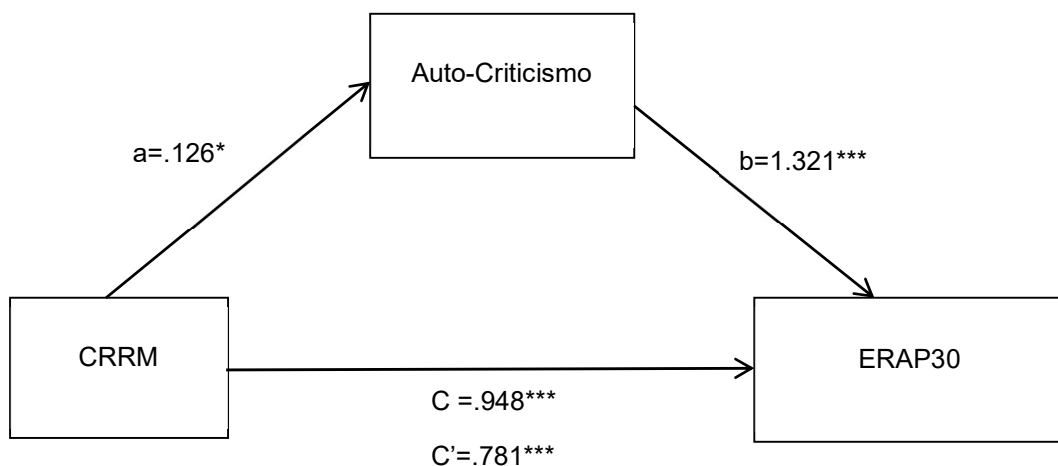 Auto-Criticismo
a=.126*
b=1.321***
CRRM
ERAP30
C =.948***
C’=.781***